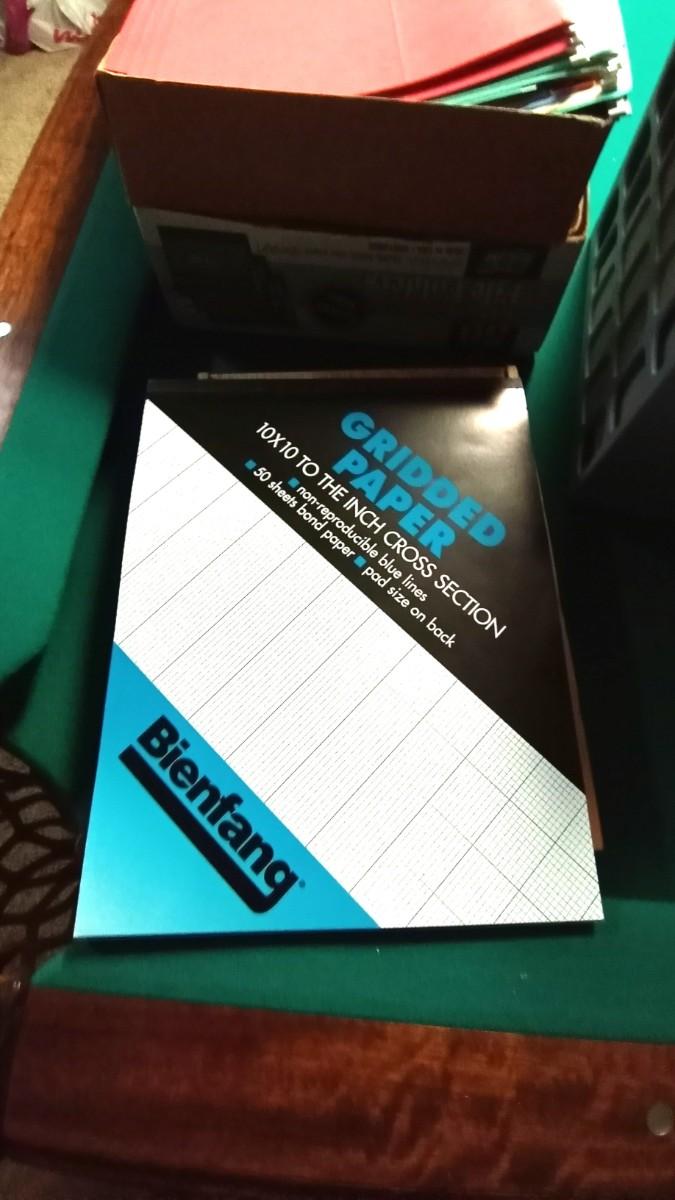 GRIDDED
PAPER
10X10 TO THE INCH CROSS SECTION
■ non-reproducible blue lines
■ 50 sheets bond paper ■ pad size on back
Bienfang®